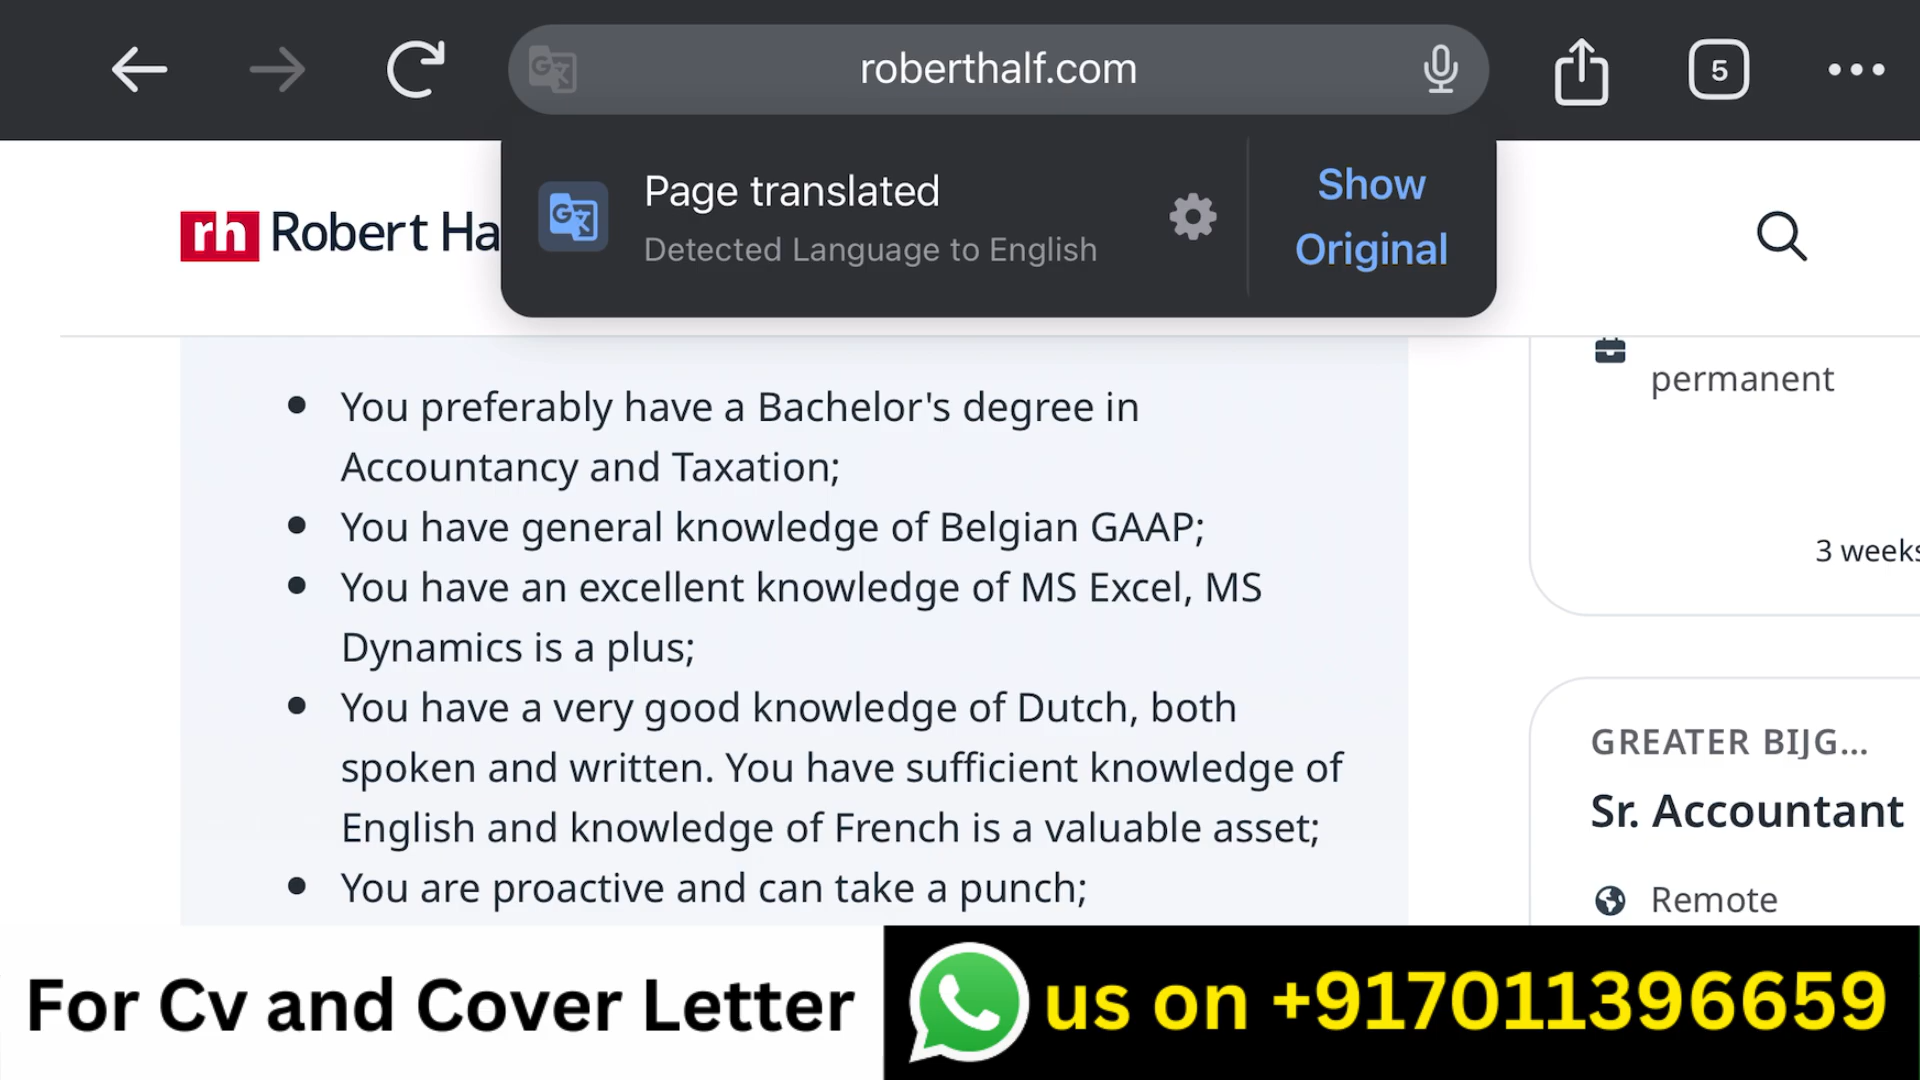 roberthalf.com
5
Page translated
Detected Language to English
Show
Original
rh Robert Ha
You preferably have a Bachelor's degree in
Accountancy and Taxation;
You have general knowledge of Belgian GAAP;
You have an excellent knowledge of MS Excel, MS
Dynamics is a plus;
You have a very good knowledge of Dutch, both
spoken and written. You have sufficient knowledge of
English and knowledge of French is a valuable asset;
You are proactive and can take a punch;
permanent
3 weeks
GREATER BIJG...
Sr. Accountant
Remote
For Cv and Cover Letter
us on +917011396659